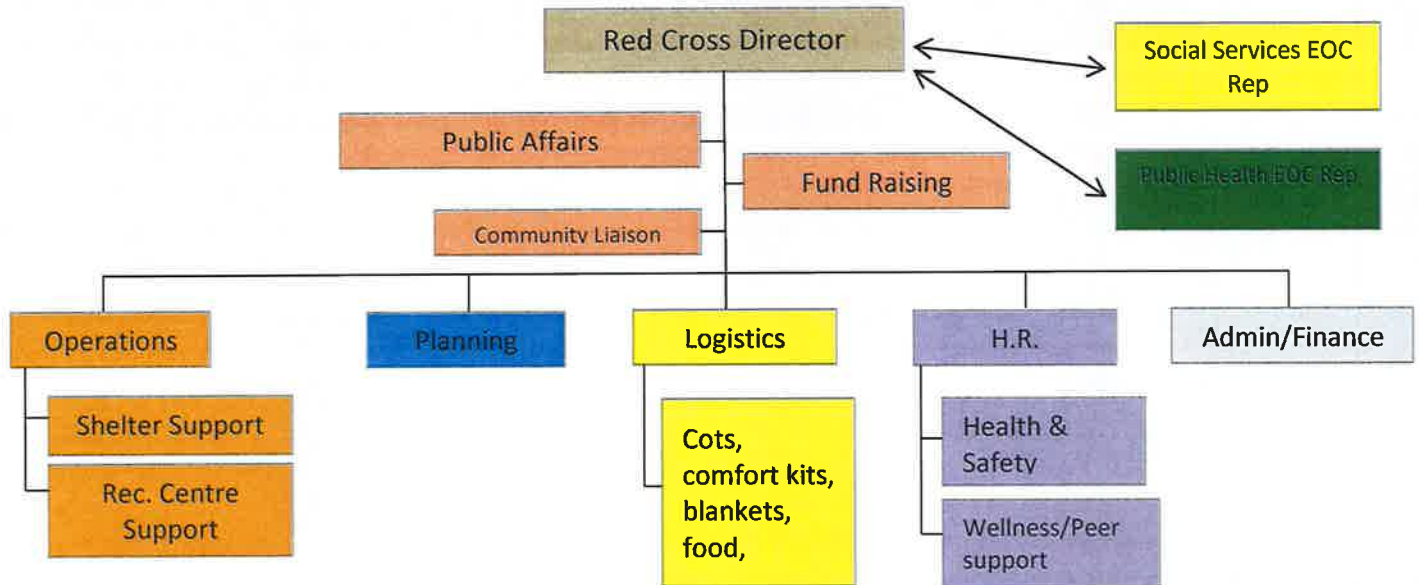 Red Cross Director
Social Services EOC
Rep
Public Affairs
Public Health EOC Rep
Fund Raising
Community Liaison
Operations
Planning
Logistics
H.R.
Admin/Finance
Shelter Support
Rec. Centre
Support
Cots,
comfort kits,
blankets,
food,
Health &
Safety
Wellness/Peer
support